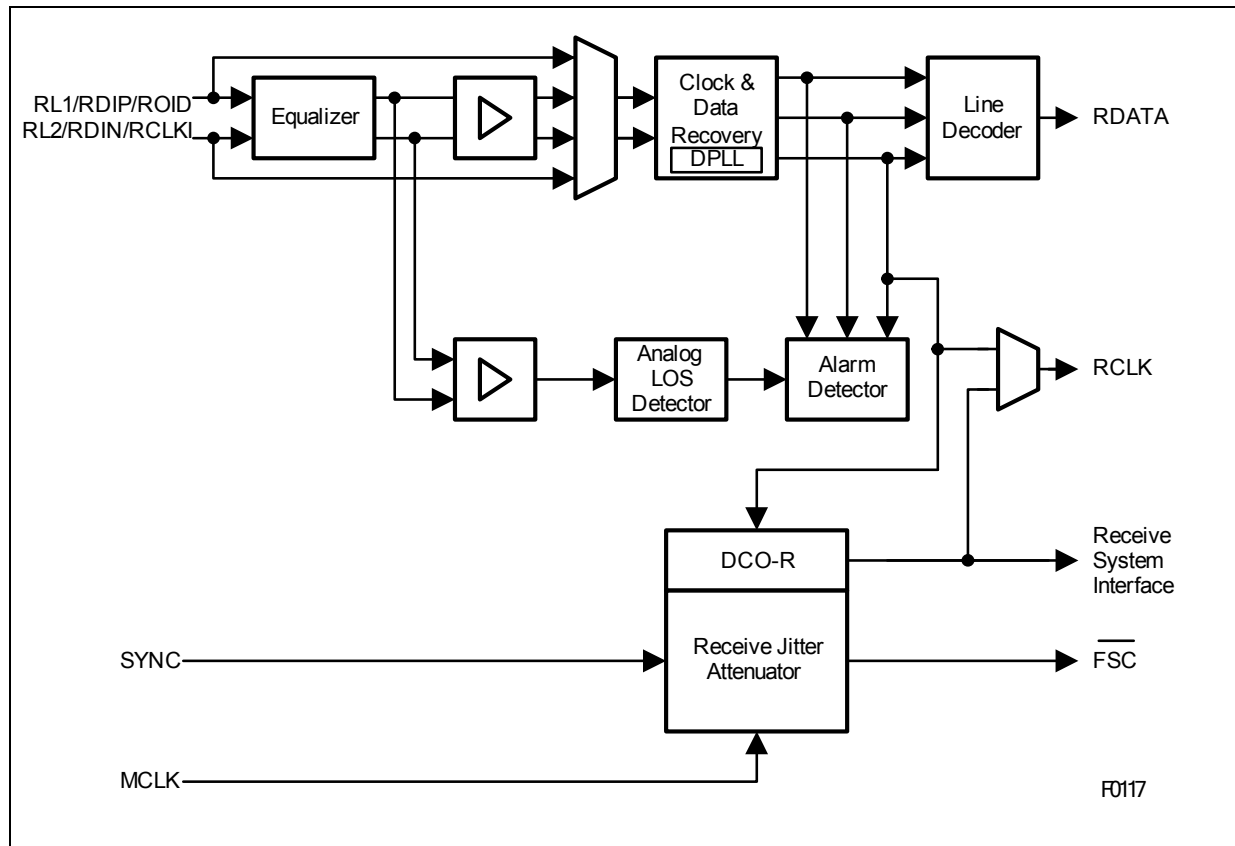 RL1/RDIP/ROID
RL2/RDIN/RCLKI
Equalizer
Clock &
Data
Recovery
DPLL
Line
Decoder
RDATA
Analog
LOS
Detector
Alarm
Detector
RCLK
DCO-R
Receive
System
Interface
SYNC
Receive Jitter
Attenuator
FSC
MCLK
F0117